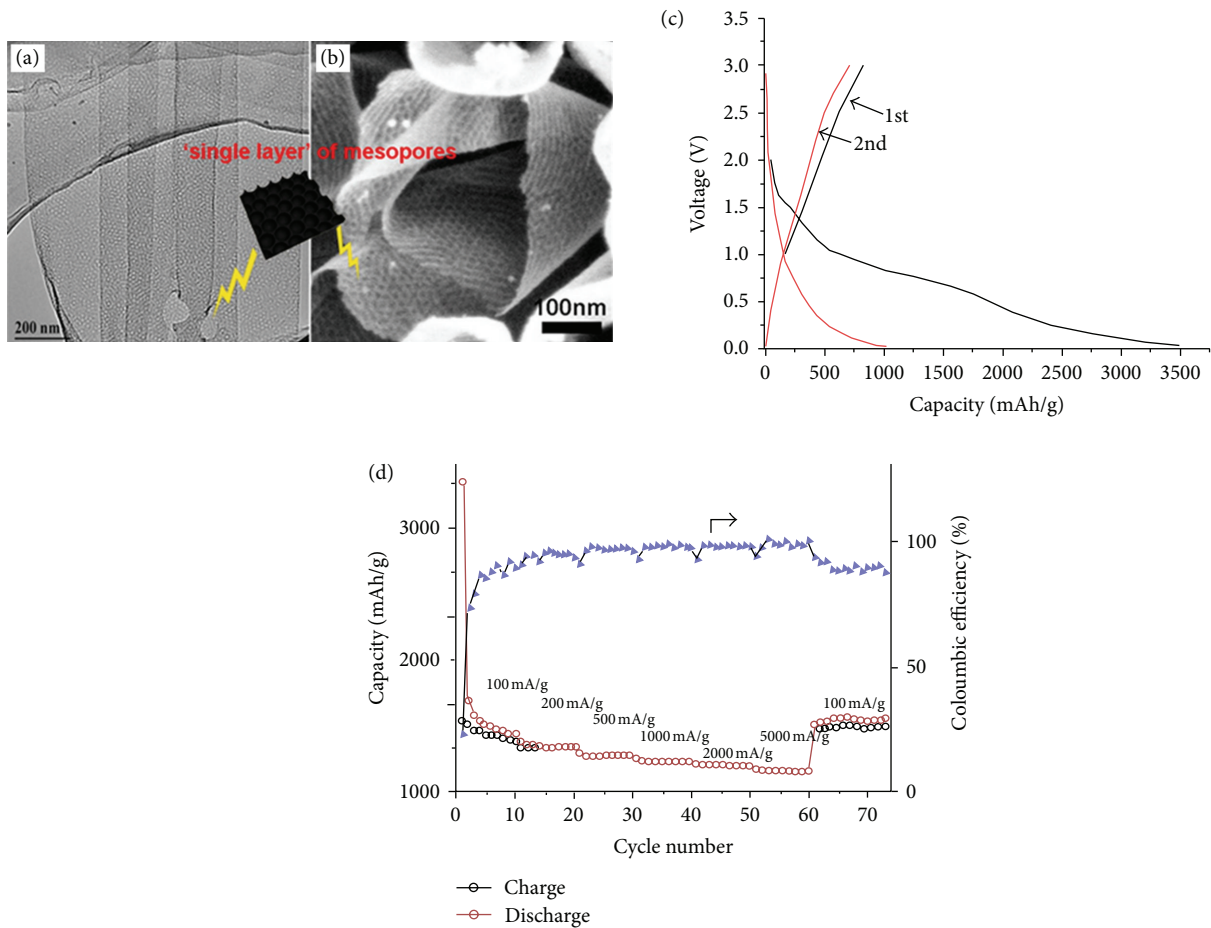 (a)
(b)
'single layer' of mesopores
200 nm
100nm
(c)
3.5
3.0
2.5
2.0
1.5
1.0
0.5
0.0
Voltage (V)
1st
2nd
0 500 1000 1500 2000 2500 3000 3500
Capacity (mAh/g)
(d)
3000
2000
1000
Capacity (mAh/g)
100 mA/g
200 mA/g
500 mA/g
1000 mA/g
2000 mA/g
5000 mA/g
100 mA/g
100
50
0
Coloumbic efficiency (%)
0 10 20 30 40 50 60 70
Cycle number
Charge
Discharge